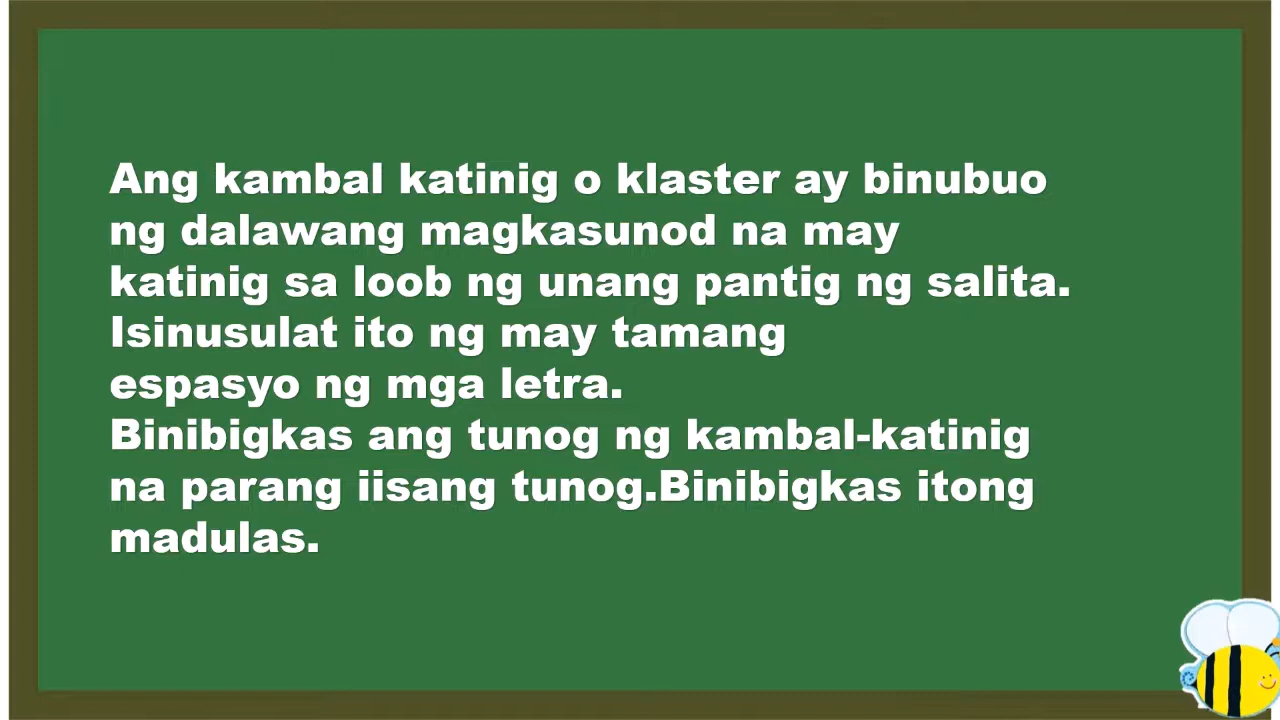 Ang kambal katinig o klaster ay binubuo
ng dalawang magkasunod na may
katinig sa loob ng unang pantig ng salita.
Isinusulat ito ng may tamang
espasyo ng mga letra.
Binibigkas ang tunog ng kambal-katinig
na parang iisang tunog.Binibigkas itong
madulas.